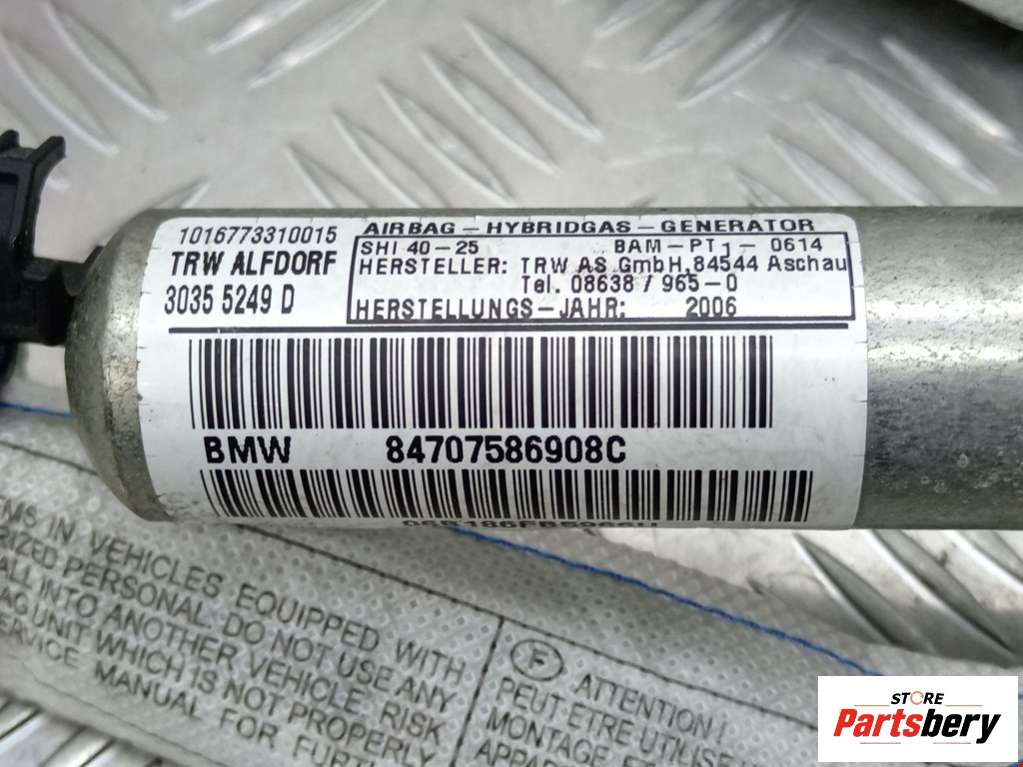 1016773310015
TRW ALFDORF
3035 5249 D
AIRBAG – HYBRIDGAS – GENERATOR
SHI 40-25 BAM-PT1-0614
HERSTELLER: TRW AS GmbH, 84544 Aschau
Tel. 08638 / 965-0
HERSTELLUNGS-JAHR: 2006
BMW 84707586908C
IN VEHICLES EQUIPPED WITH
PERSONAL. DO NOT USE ANY
INTO ANOTHER VEHICLE. RISK
UNIT WHICH IS NOT PROPERLY
SERVICE MANUAL OR FOR
F ATTENTION
PEUT ETRE UTILISE
MONTAGE
STORE
Partsbery